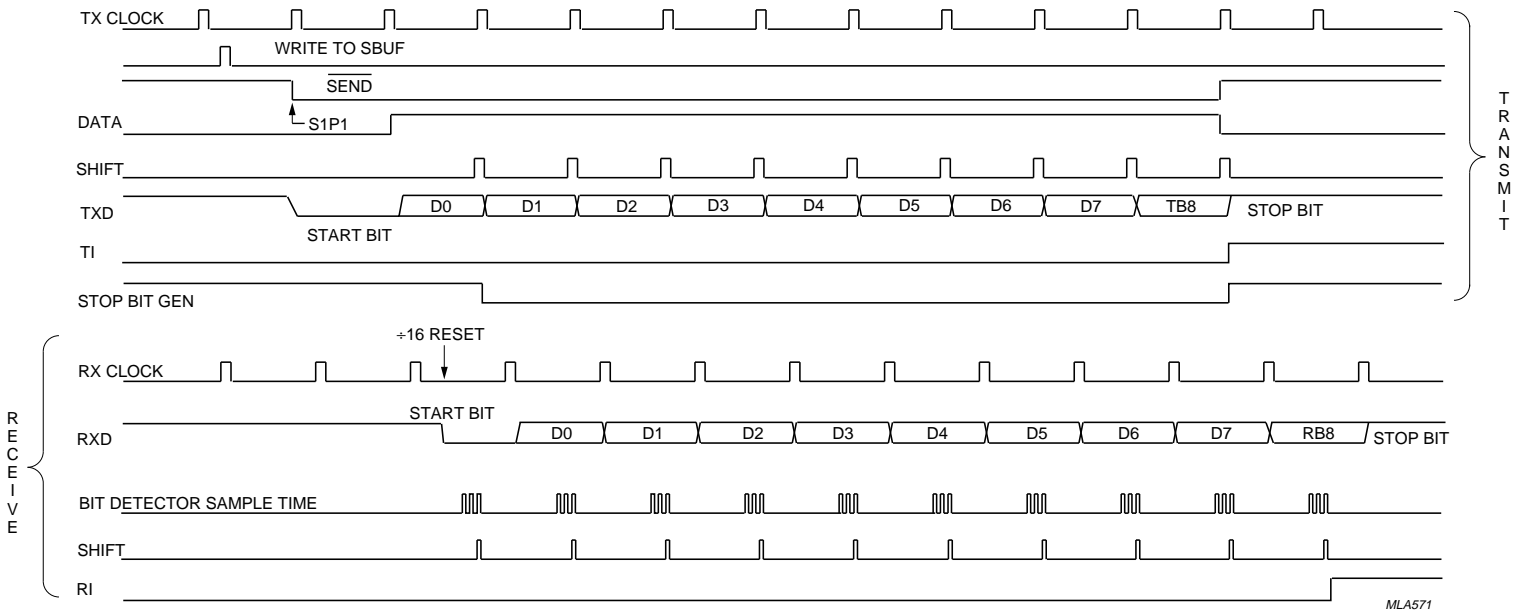 TX CLOCK
WRITE TO SBUF
SEND
S1P1
DATA
SHIFT
TXD
D0 D1 D2 D3 D4 D5 D6 D7 TB8
STOP BIT
START BIT
TI
STOP BIT GEN
TRANSMIT
÷16 RESET
RX CLOCK
START BIT
RXD
D0 D1 D2 D3 D4 D5 D6 D7 RB8
STOP BIT
BIT DETECTOR SAMPLE TIME
SHIFT
RI
RECEIVE
MLA571